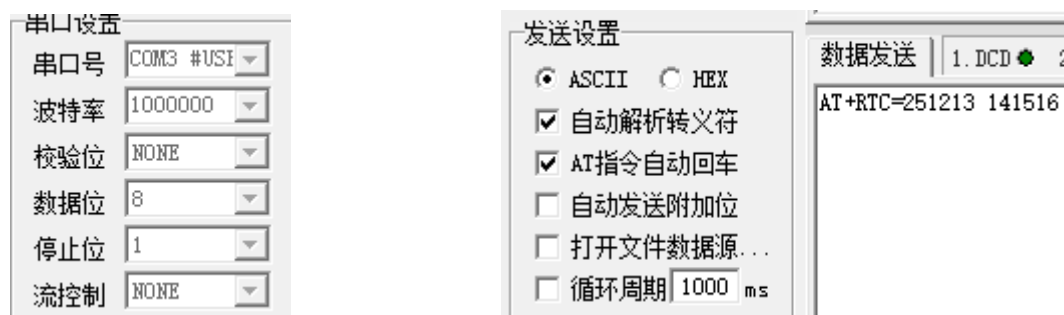 串口设置
串口号 COM3 #USI
波特率 1000000
校验位 NONE
数据位 8
停止位 1
流控制 NONE
发送设置
ASCII HEX
自动解析转义符
AT指令自动回车
自动发送附加位
打开文件数据源...
循环周期 1000 ms
数据发送 1. DCD 2
AT+RTC=251213 141516